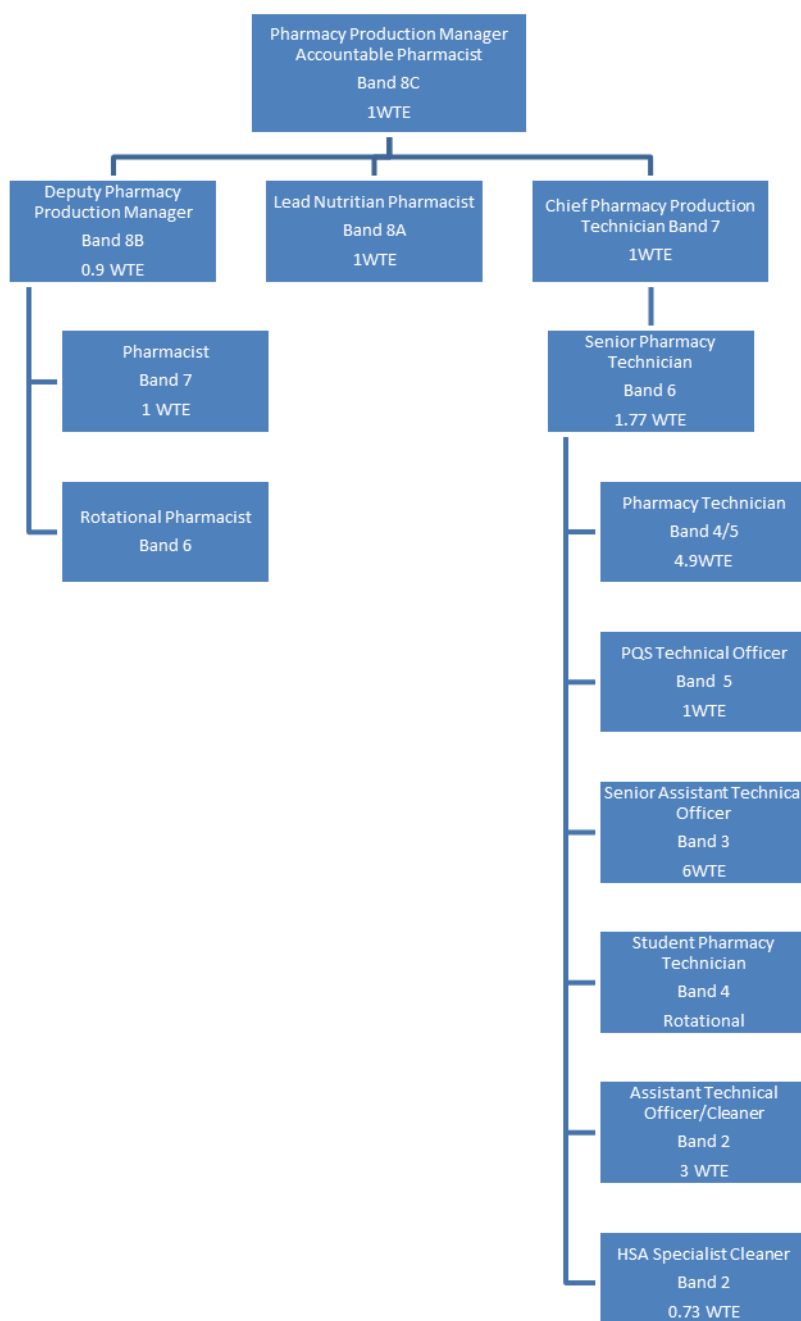 Pharmacy Production Manager
Accountable Pharmacist
Band 8C
1WTE
Deputy Pharmacy
Production Manager
Band 8B
0.9 WTE
Lead Nutritian Pharmacist
Band 8A
1WTE
Chief Pharmacy Production
Technician Band 7
1WTE
Pharmacist
Band 7
1 WTE
Rotational Pharmacist
Band 6
Senior Pharmacy
Technician
Band 6
1.77 WTE
Pharmacy Technician
Band 4/5
4.9WTE
PQS Technical Officer
Band  5
1WTE
Senior Assistant Technical
Officer
Band 3
6WTE
Student Pharmacy
Technician
Band 4
Rotational
Assistant Technical
Officer/Cleaner
Band 2
3 WTE
HSA Specialist Cleaner
Band 2
0.73 WTE